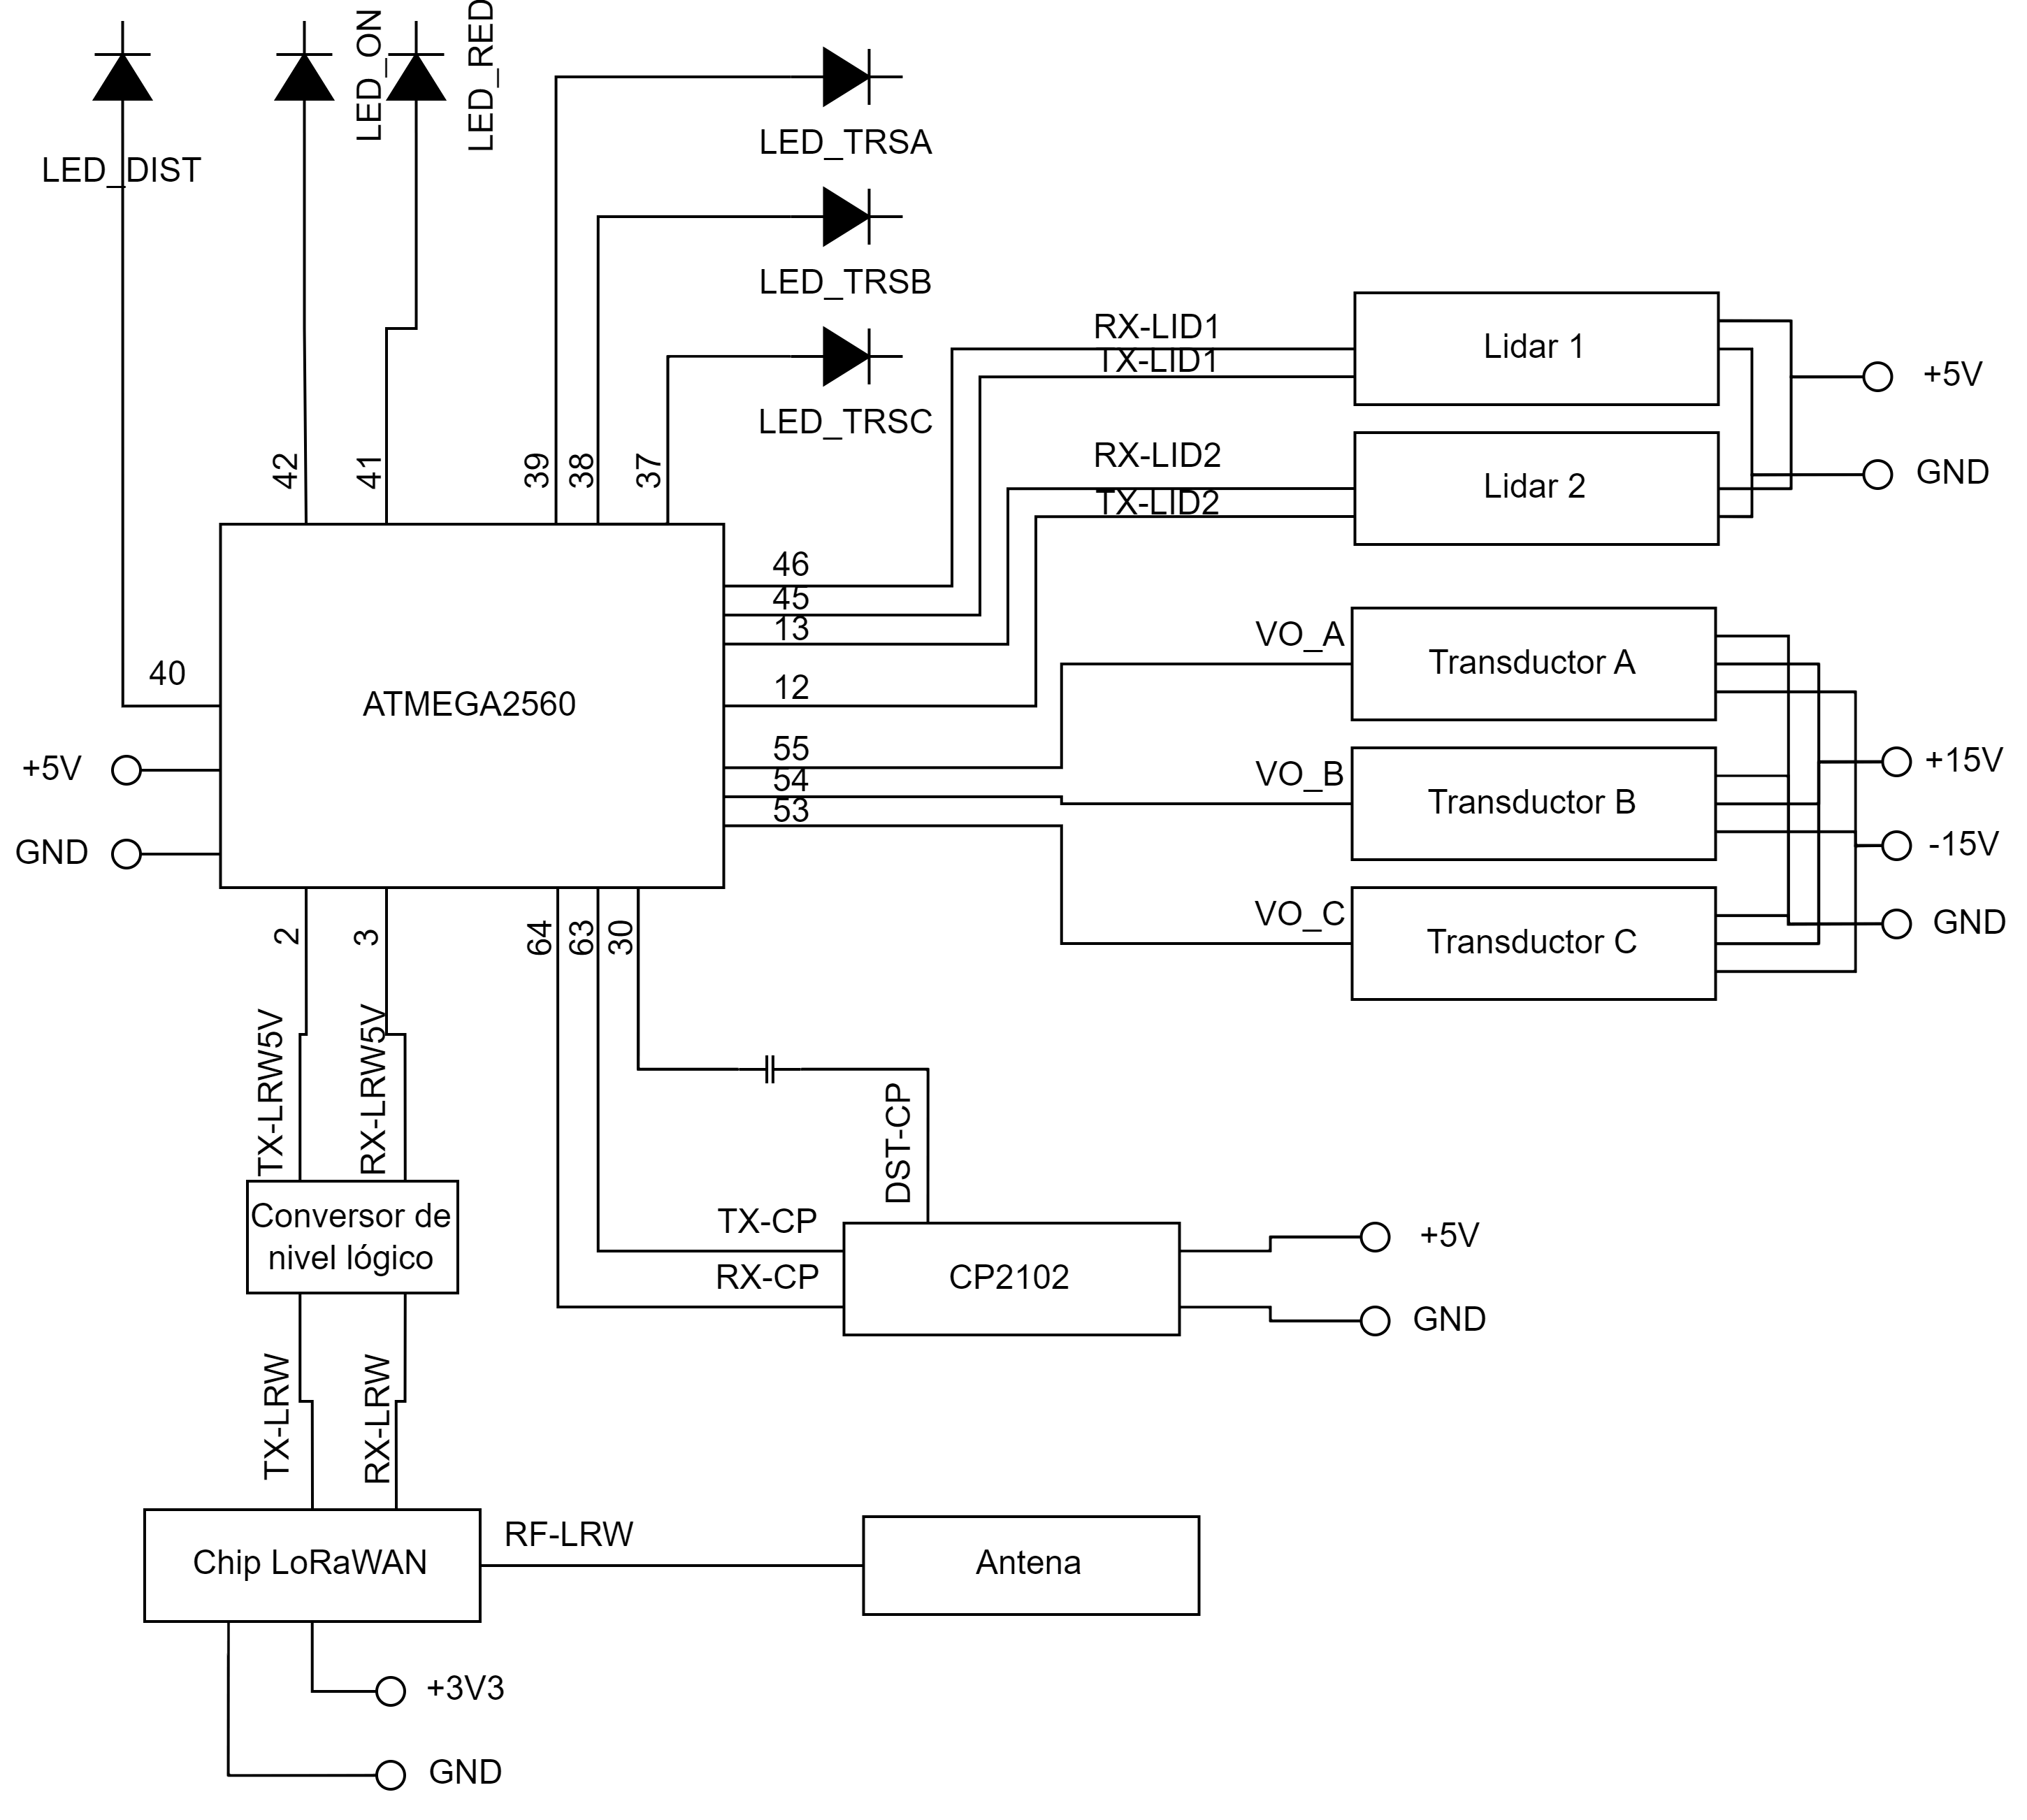 LED_ON
LED_RED
LED_DIST
LED_TRSA
LED_TRSB
LED_TRSC
RX-LID1
TX-LID1
Lidar 1
+5V
RX-LID2
TX-LID2
Lidar 2
GND
42
41
39
38
37
46
45
13
12
55
54
53
40
ATMEGA2560
+5V
GND
VO_A
Transductor A
VO_B
Transductor B
VO_C
Transductor C
+15V
-15V
GND
2
3
64
63
30
TX-LRW5V
RX-LRW5V
DST-CP
Conversor de
nivel lógico
TX-CP
RX-CP
CP2102
+5V
GND
TX-LRW
RX-LRW
Chip LoRaWAN
RF-LRW
Antena
+3V3
GND